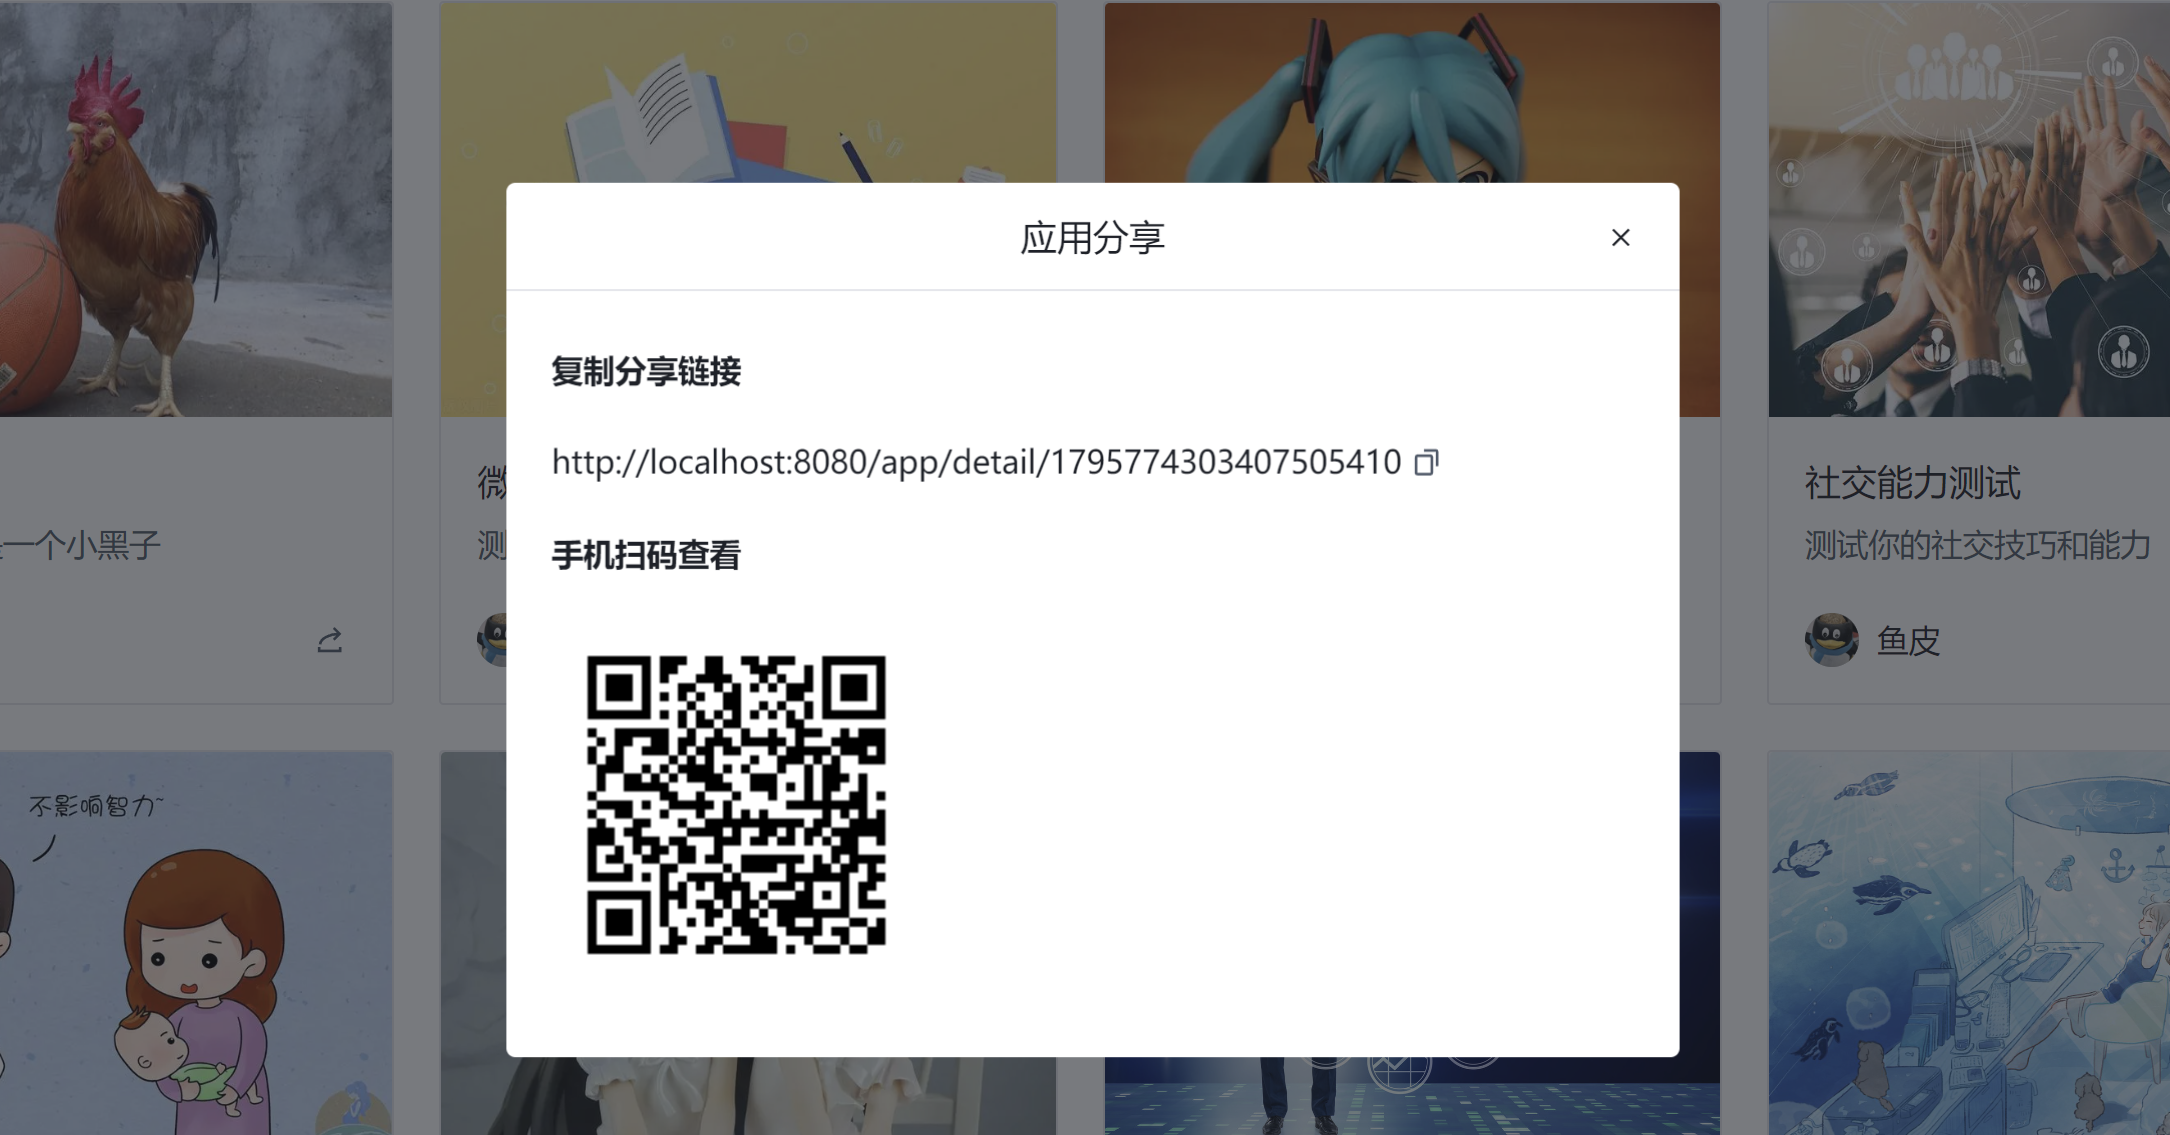 应用分享
复制分享链接
http://localhost:8080/app/detail/1795774303407505410
手机扫码查看
微
测
一个小黑子
社交能力测试
测试你的社交技巧和能力
鱼皮
不影响智力~